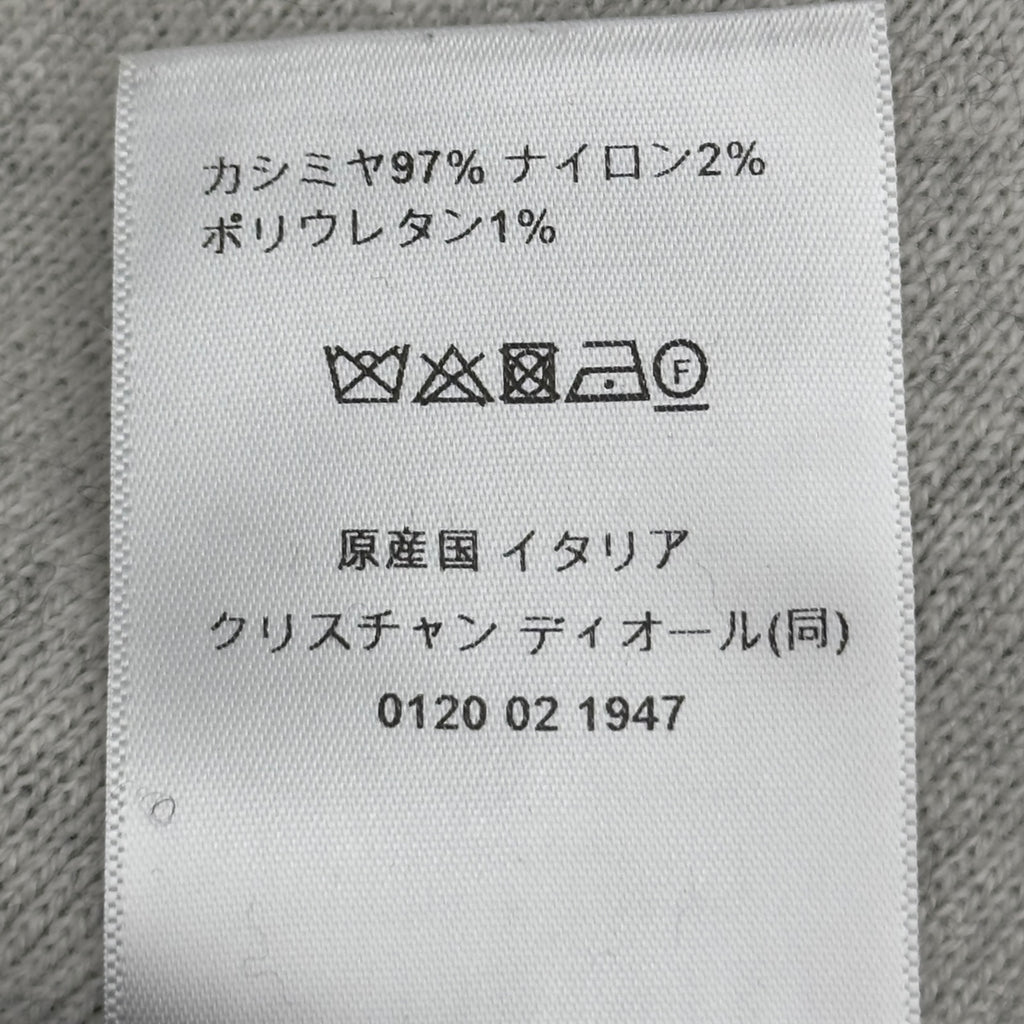 カシミヤ97% ナイロン2%
ポリウレタン1%
F
原産国 イタリア
クリスチャン ディオール(同)
0120 02 1947